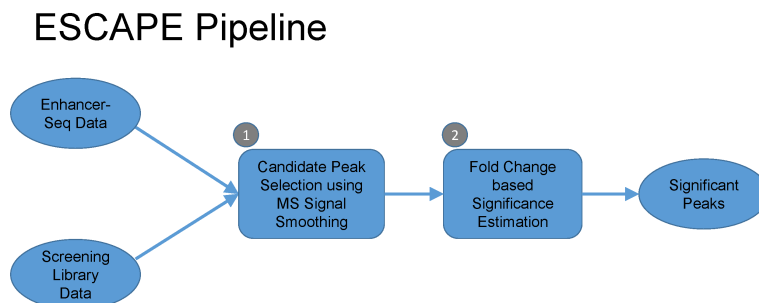 ESCAPE Pipeline
Enhancer-
Seq Data
1
Candidate Peak
Selection using
MS Signal
Smoothing
2
Fold Change
based
Significance
Estimation
Significant
Peaks
Screening
Library
Data